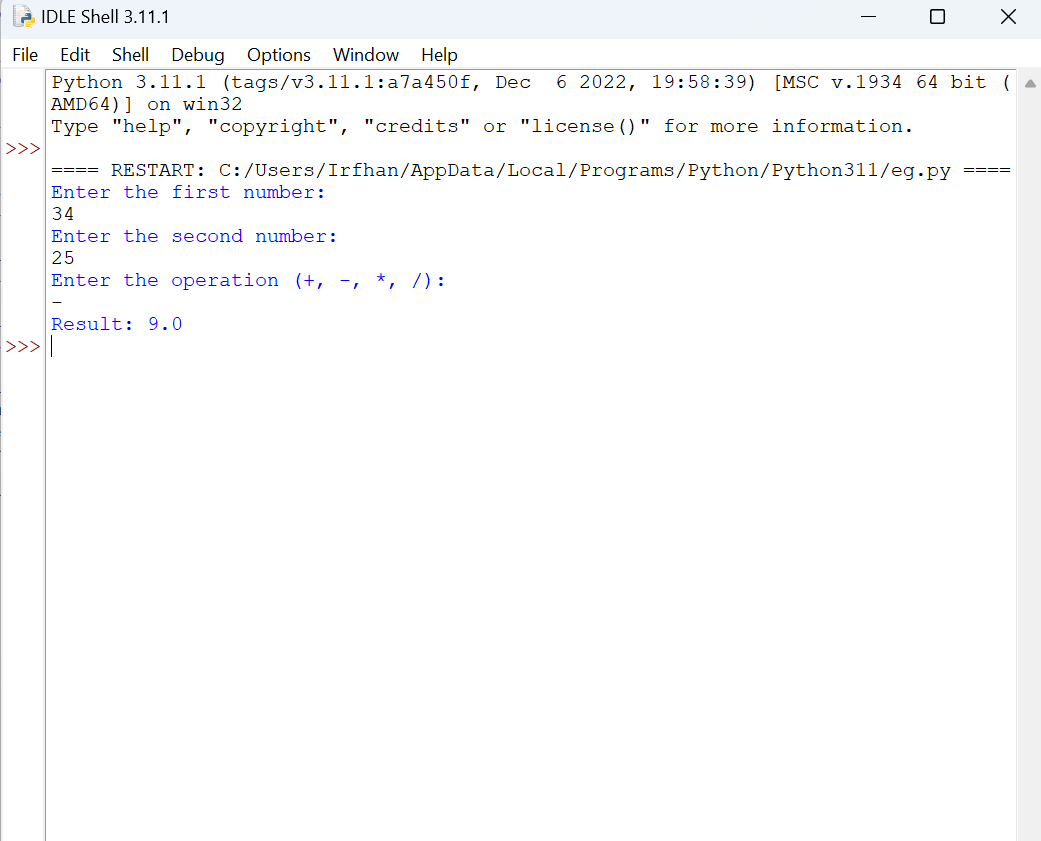 IDLE Shell 3.11.1
File Edit Shell Debug Options Window Help
Python 3.11.1 (tags/v3.11.1:a7a450f, Dec  6 2022, 19:58:39) [MSC v.1934 64 bit (
AMD64)] on win32
Type "help", "copyright", "credits" or "license()" for more information.
>>>
==== RESTART: C:/Users/Irfhan/AppData/Local/Programs/Python/Python311/eg.py ====
Enter the first number:
34
Enter the second number:
25
Enter the operation (+, -, *, /):
-
Result: 9.0
>>>